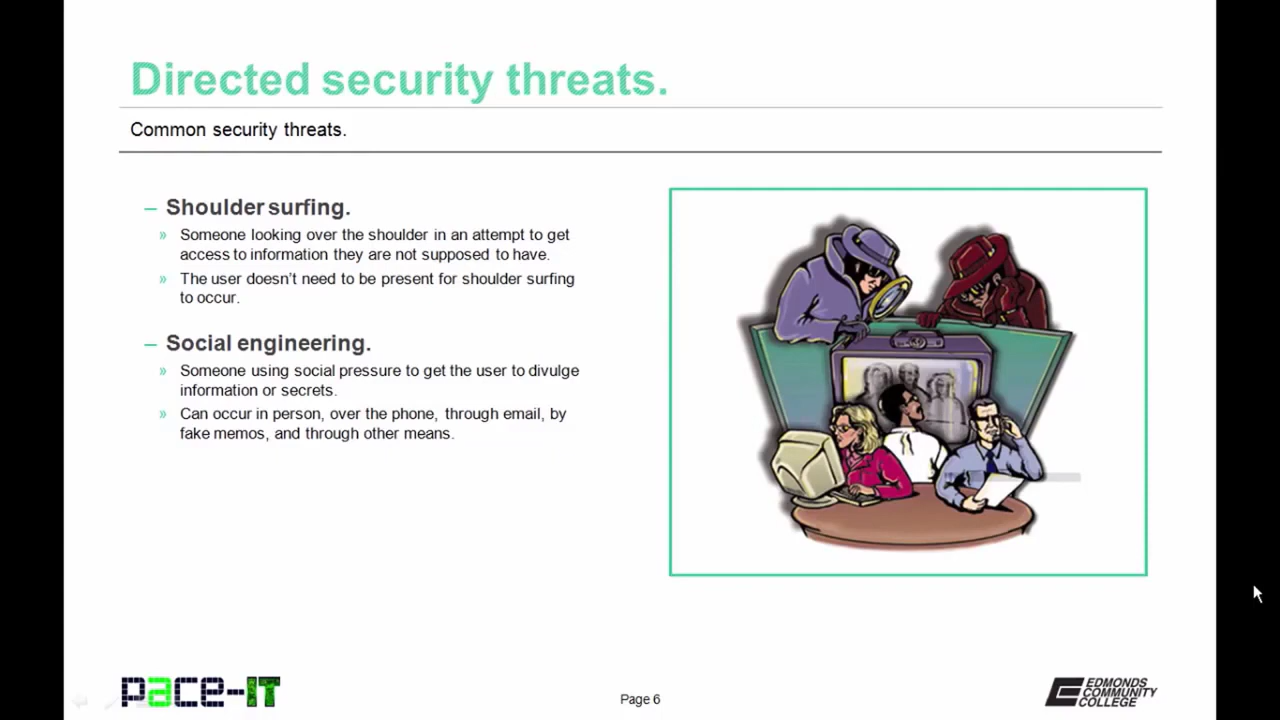 Directed security threats.
Common security threats.
– Shoulder surfing.
» Someone looking over the shoulder in an attempt to get
access to information they are not supposed to have.
» The user doesn't need to be present for shoulder surfing
to occur.
– Social engineering.
» Someone using social pressure to get the user to divulge
information or secrets.
» Can occur in person, over the phone, through email, by
fake memos, and through other means.
pace-IT
Page 6
EDMONDS
COMMUNITY
COLLEGE